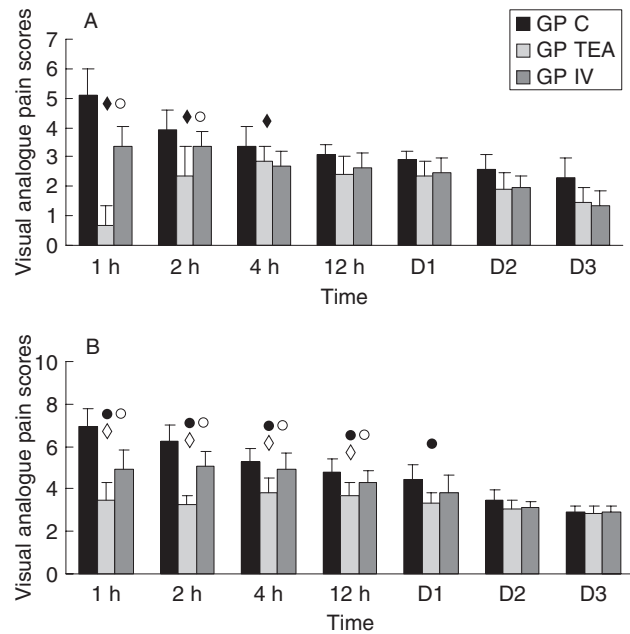 A
GP C
GP TEA
GP IV
Visual analogue pain scores
7
6
5
4
3
2
1
0
1 h 2 h 4 h 12 h D1 D2 D3
Time
B
Visual analogue pain scores
10
8
6
4
2
0
1 h 2 h 4 h 12 h D1 D2 D3
Time